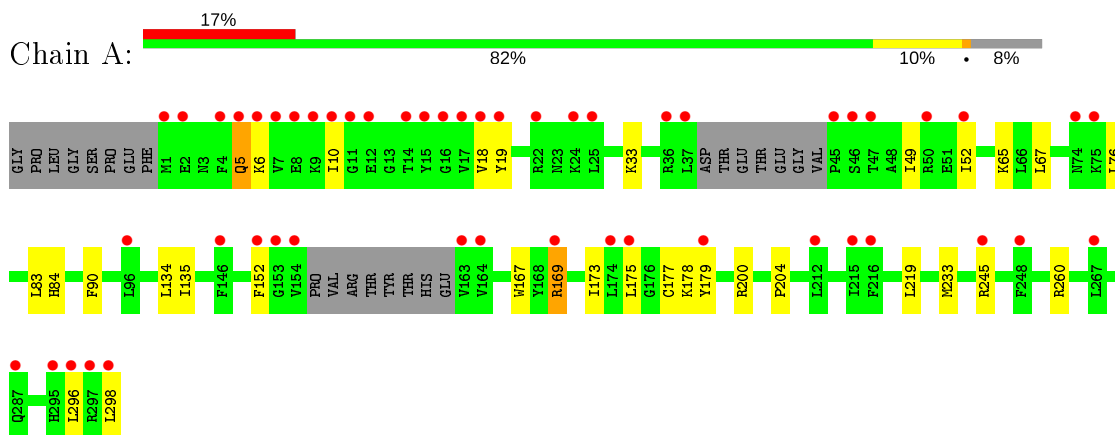 17%
Chain A:
82% 10% • 8%
GLY PRO LEU GLY SER PRO GLU PHE M1 E2 N3 F4 Q5 K6 V7 E8 K9 I10 G11 E12 G13 T14 Y15 G16 V17 V18 Y19 R22 N23 K24 L25 K33 R36 L37 ASP THR GLU THR GLU GLY VAL P45 S46 T47 A48 I49 R50 E51 I52 K65 L66 L67 N74 K75 L76
L83 H84 F90 L96 L134 I135 F146 F152 G153 V154 PRO VAL ARG THR TYR THR HIS GLU V163 V164 W167 Y168 R169 I173 L174 L175 G176 C177 K178 Y179 R200 P204 L212 I215 F216 L219 M233 R245 F248 R260 L267
Q287 H295 L296 R297 L298